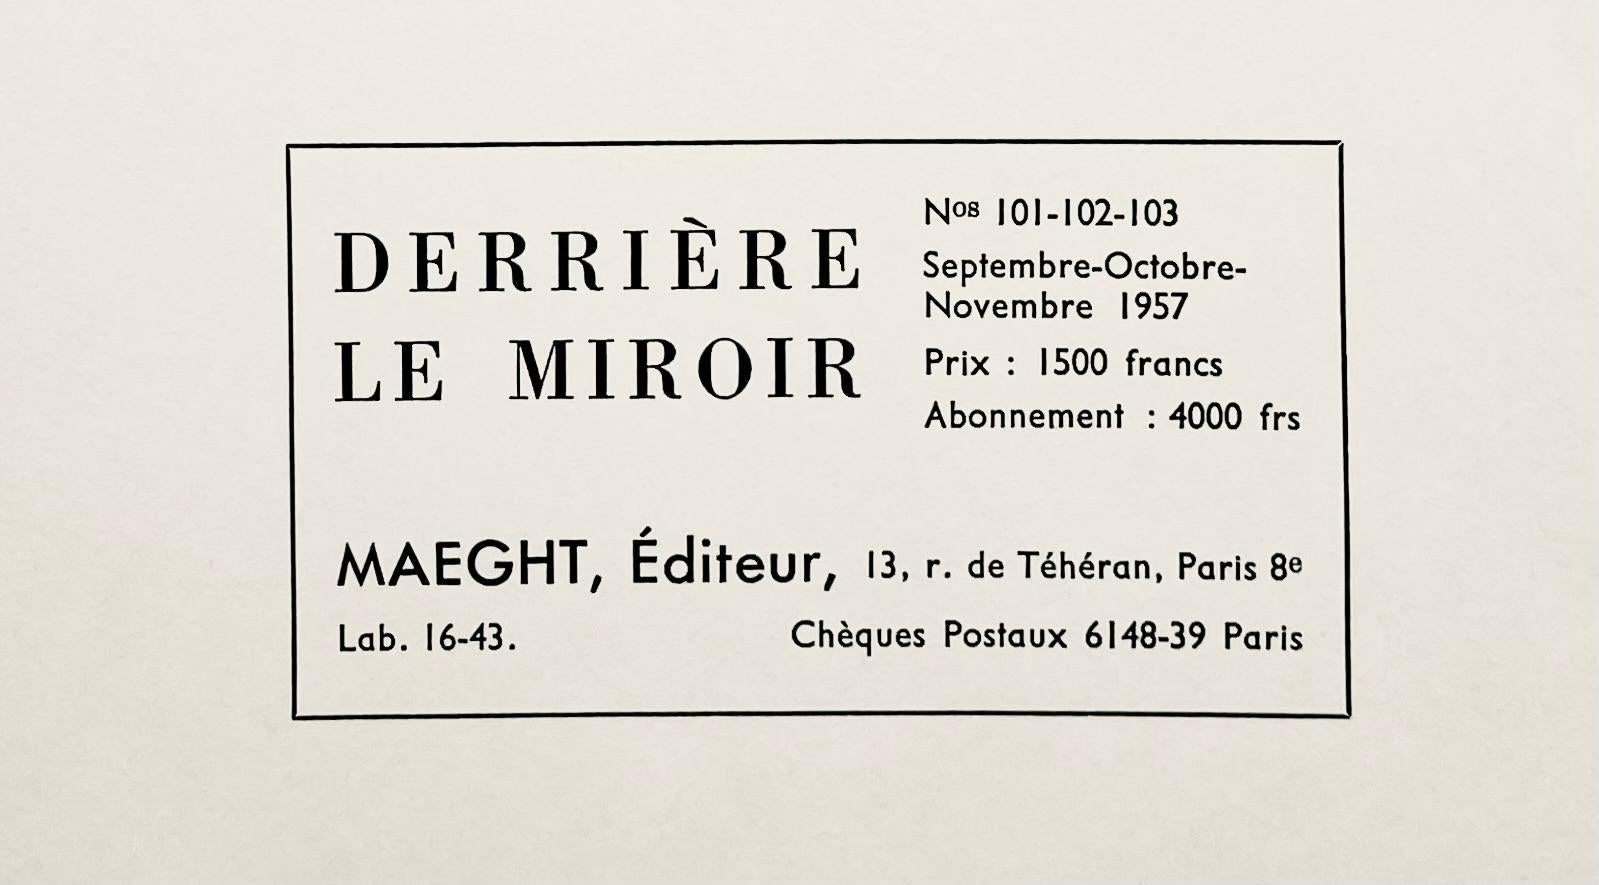 DERRIÈRE
LE MIROIR
Nos 101-102-103
Septembre-Octobre-
Novembre 1957
Prix : 1500 francs
Abonnement : 4000 frs
MAEGHT, Éditeur, 13, r. de Téhéran, Paris 8e
Lab. 16-43. Chèques Postaux 6148-39 Paris